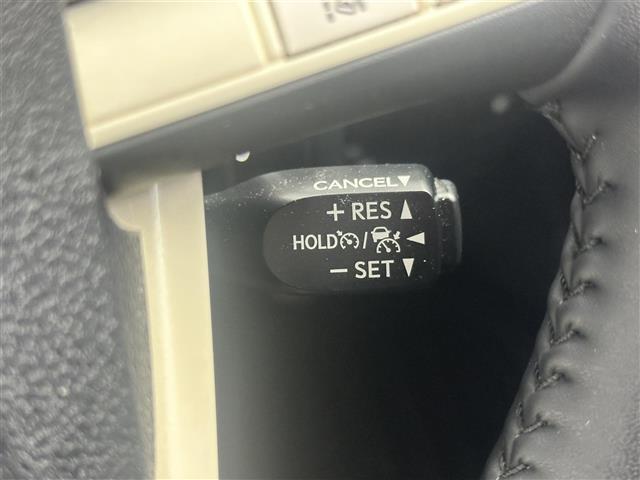 CANCEL▼
+ RES ▲
HOLD / ◀
− SET ▼